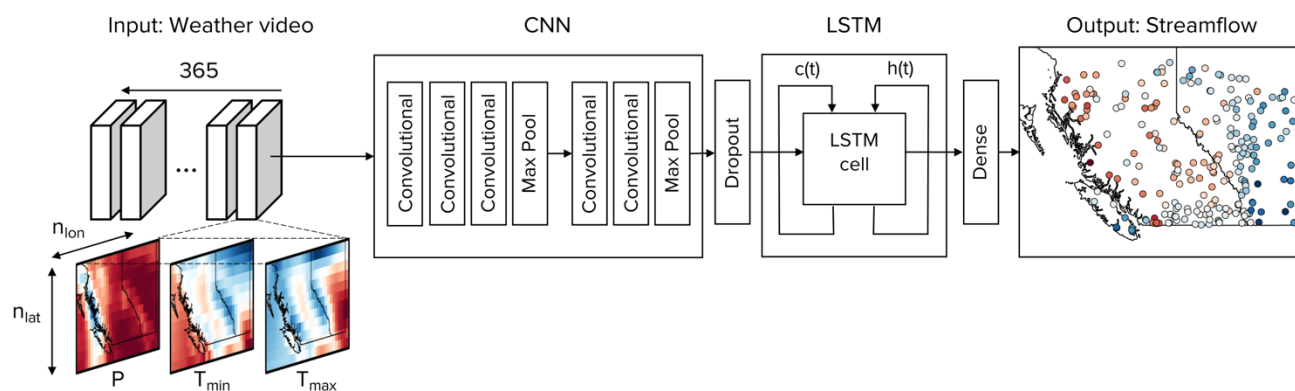 Input: Weather video
CNN
LSTM
Output: Streamflow
365
...
n_lon
n_lat
P
T_min
T_max
Convolutional
Convolutional
Convolutional
Max Pool
Convolutional
Convolutional
Max Pool
Dropout
c(t)
h(t)
LSTM
cell
Dense